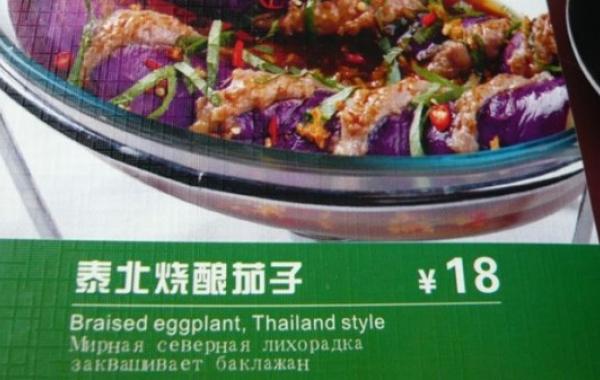 泰北烧酿茄子 ¥18
Braised eggplant, Thailand style
Мирная северная лихорадка
заквашивает баклажан